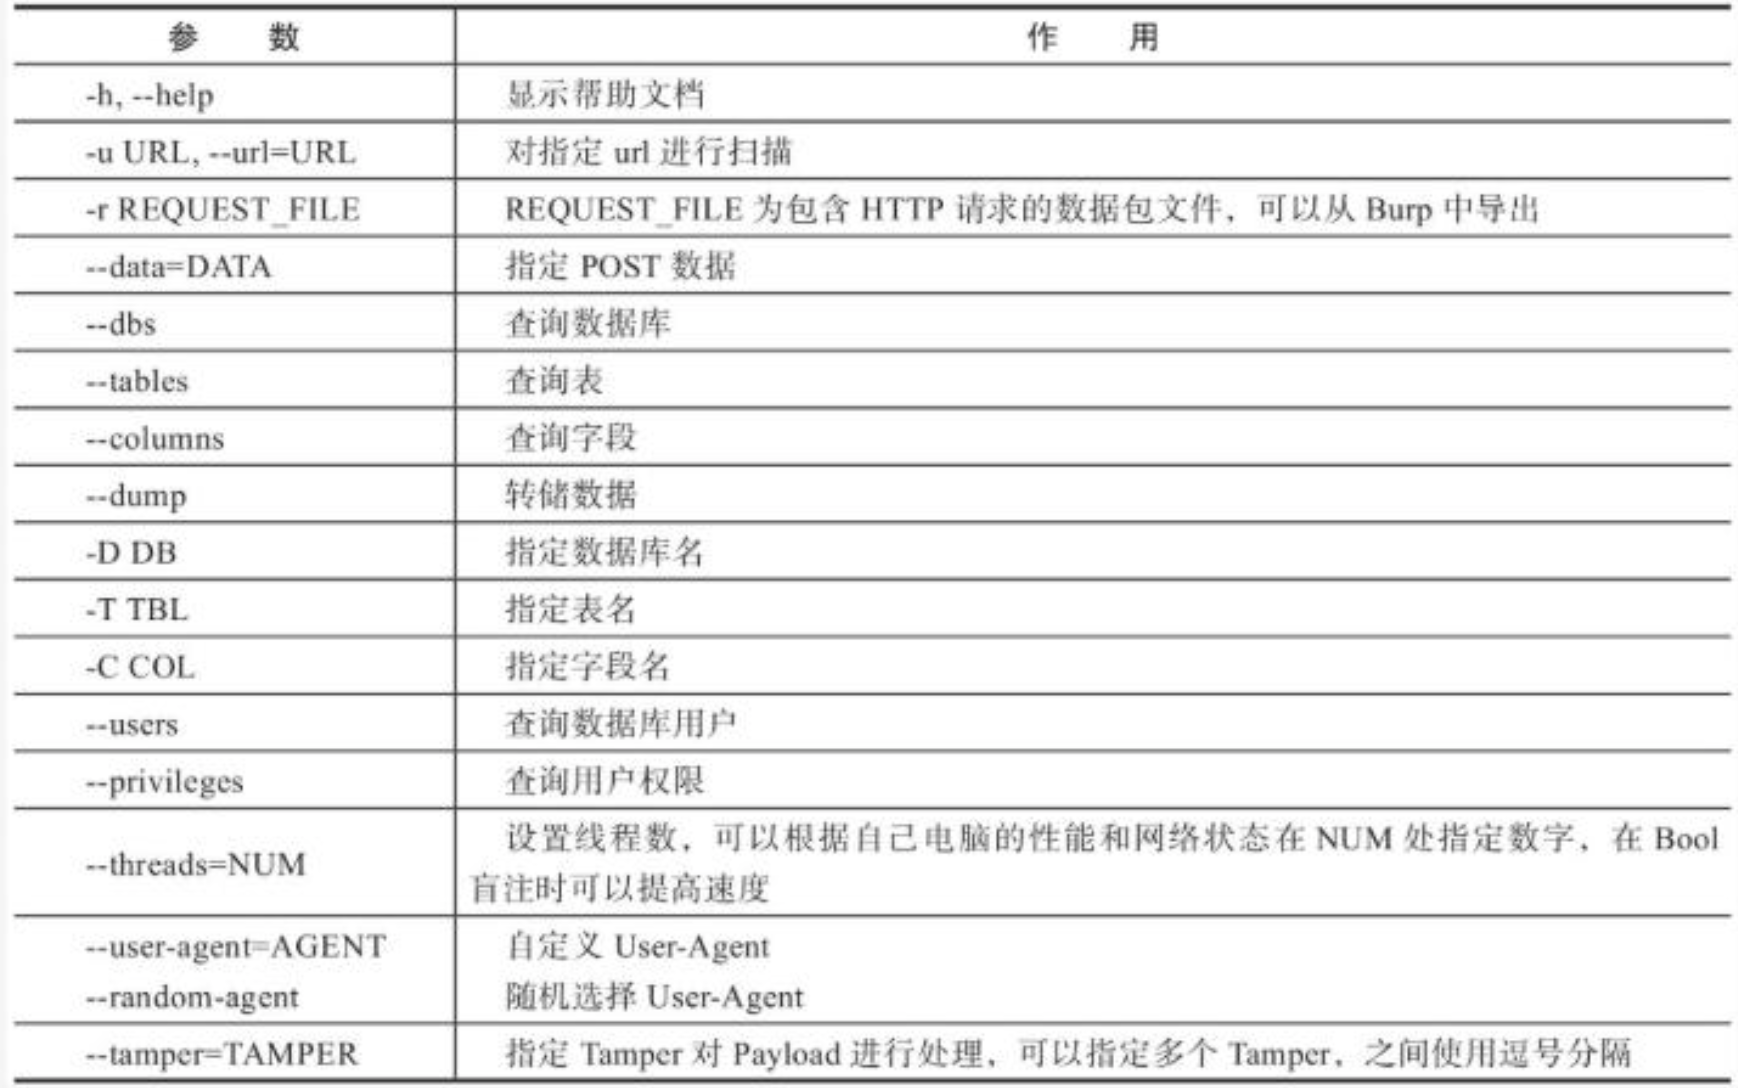 参 数 作 用
-h, --help 显示帮助文档
-u URL, --url=URL 对指定 url 进行扫描
-r REQUEST_FILE REQUEST_FILE 为包含 HTTP 请求的数据包文件，可以从 Burp 中导出
--data=DATA 指定 POST 数据
--dbs 查询数据库
--tables 查询表
--columns 查询字段
--dump 转储数据
-D DB 指定数据库名
-T TBL 指定表名
-C COL 指定字段名
--users 查询数据库用户
--privileges 查询用户权限
--threads=NUM 设置线程数，可以根据自己电脑的性能和网络状态在 NUM 处指定数字，在 Bool
盲注时可以提高速度
--user-agent=AGENT 自定义 User-Agent
--random-agent 随机选择 User-Agent
--tamper=TAMPER 指定 Tamper 对 Payload 进行处理，可以指定多个 Tamper，之间使用逗号分隔